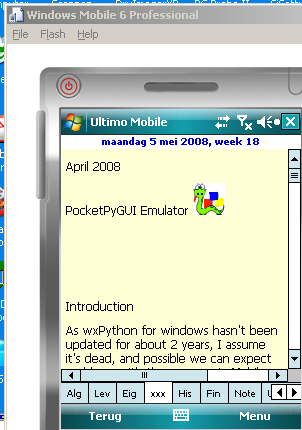 Windows Mobile 6 Professional
File Flash Help
Ultimo Mobile
maandag 5 mei 2008, week 18
April 2008
PocketPyGUI Emulator
Introduction
As wxPython for windows hasn't been
updated for about 2 years, I assume
it's dead, and possible we can expect
Alg Lev Eig xxx His Fin Note
Terug Menu